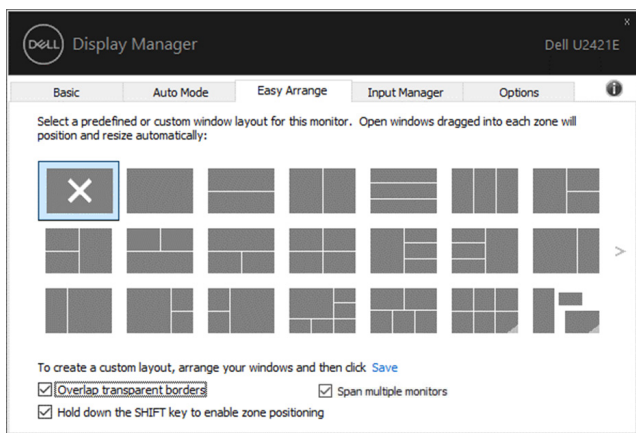 x
DELL Display Manager Dell U2421E
Basic Auto Mode Easy Arrange Input Manager Options i
Select a predefined or custom window layout for this monitor. Open windows dragged into each zone will
position and resize automatically:
>
To create a custom layout, arrange your windows and then click Save
Overlap transparent borders Span multiple monitors
Hold down the SHIFT key to enable zone positioning